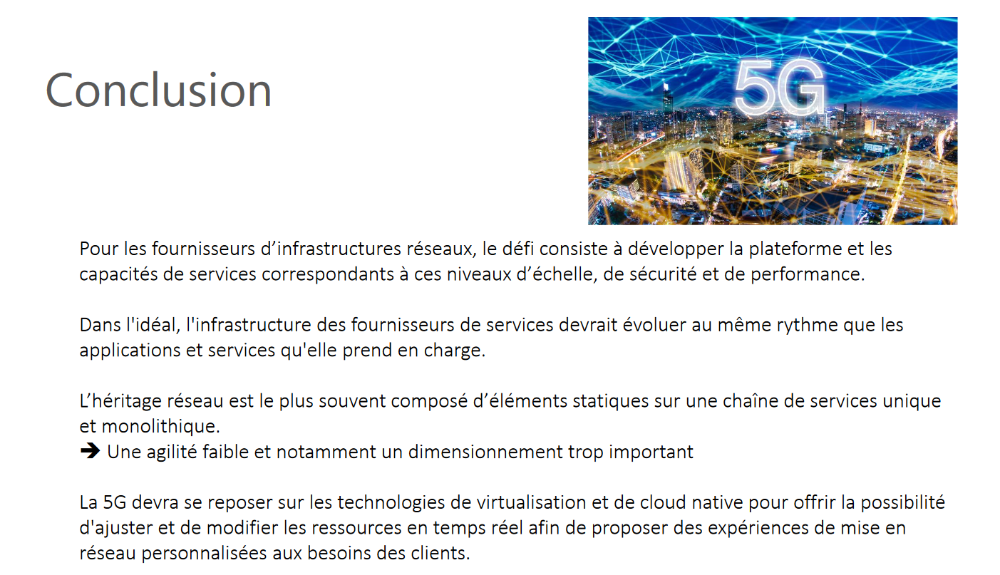 Conclusion
5G
Pour les fournisseurs d’infrastructures réseaux, le défi consiste à développer la plateforme et les
capacités de services correspondants à ces niveaux d’échelle, de sécurité et de performance.
Dans l'idéal, l'infrastructure des fournisseurs de services devrait évoluer au même rythme que les
applications et services qu'elle prend en charge.
L’héritage réseau est le plus souvent composé d’éléments statiques sur une chaîne de services unique
et monolithique.
➔ Une agilité faible et notamment un dimensionnement trop important
La 5G devra se reposer sur les technologies de virtualisation et de cloud native pour offrir la possibilité
d'ajuster et de modifier les ressources en temps réel afin de proposer des expériences de mise en
réseau personnalisées aux besoins des clients.